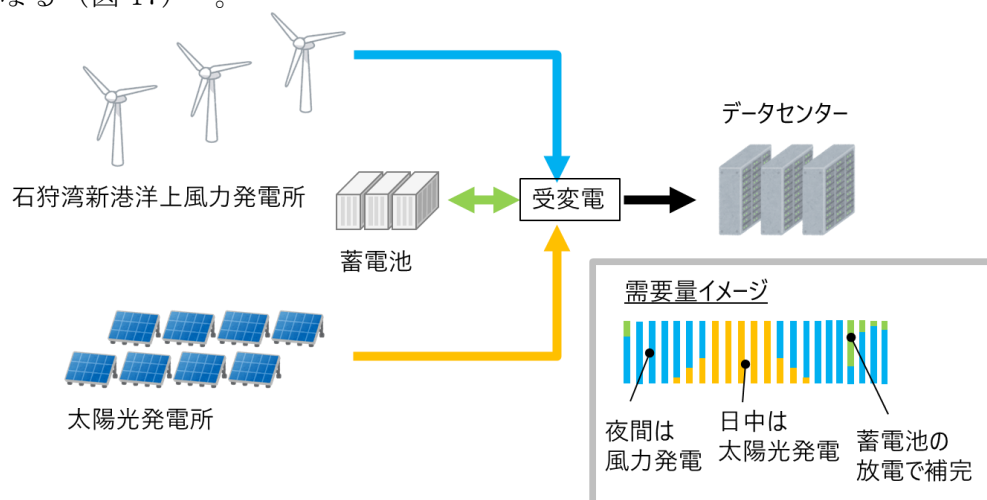 なる（図 17）　。
データセンター
石狩湾新港洋上風力発電所
受変電
蓄電池
需要量イメージ
太陽光発電所
夜間は
風力発電
日中は
太陽光発電
蓄電池の
放電で補完